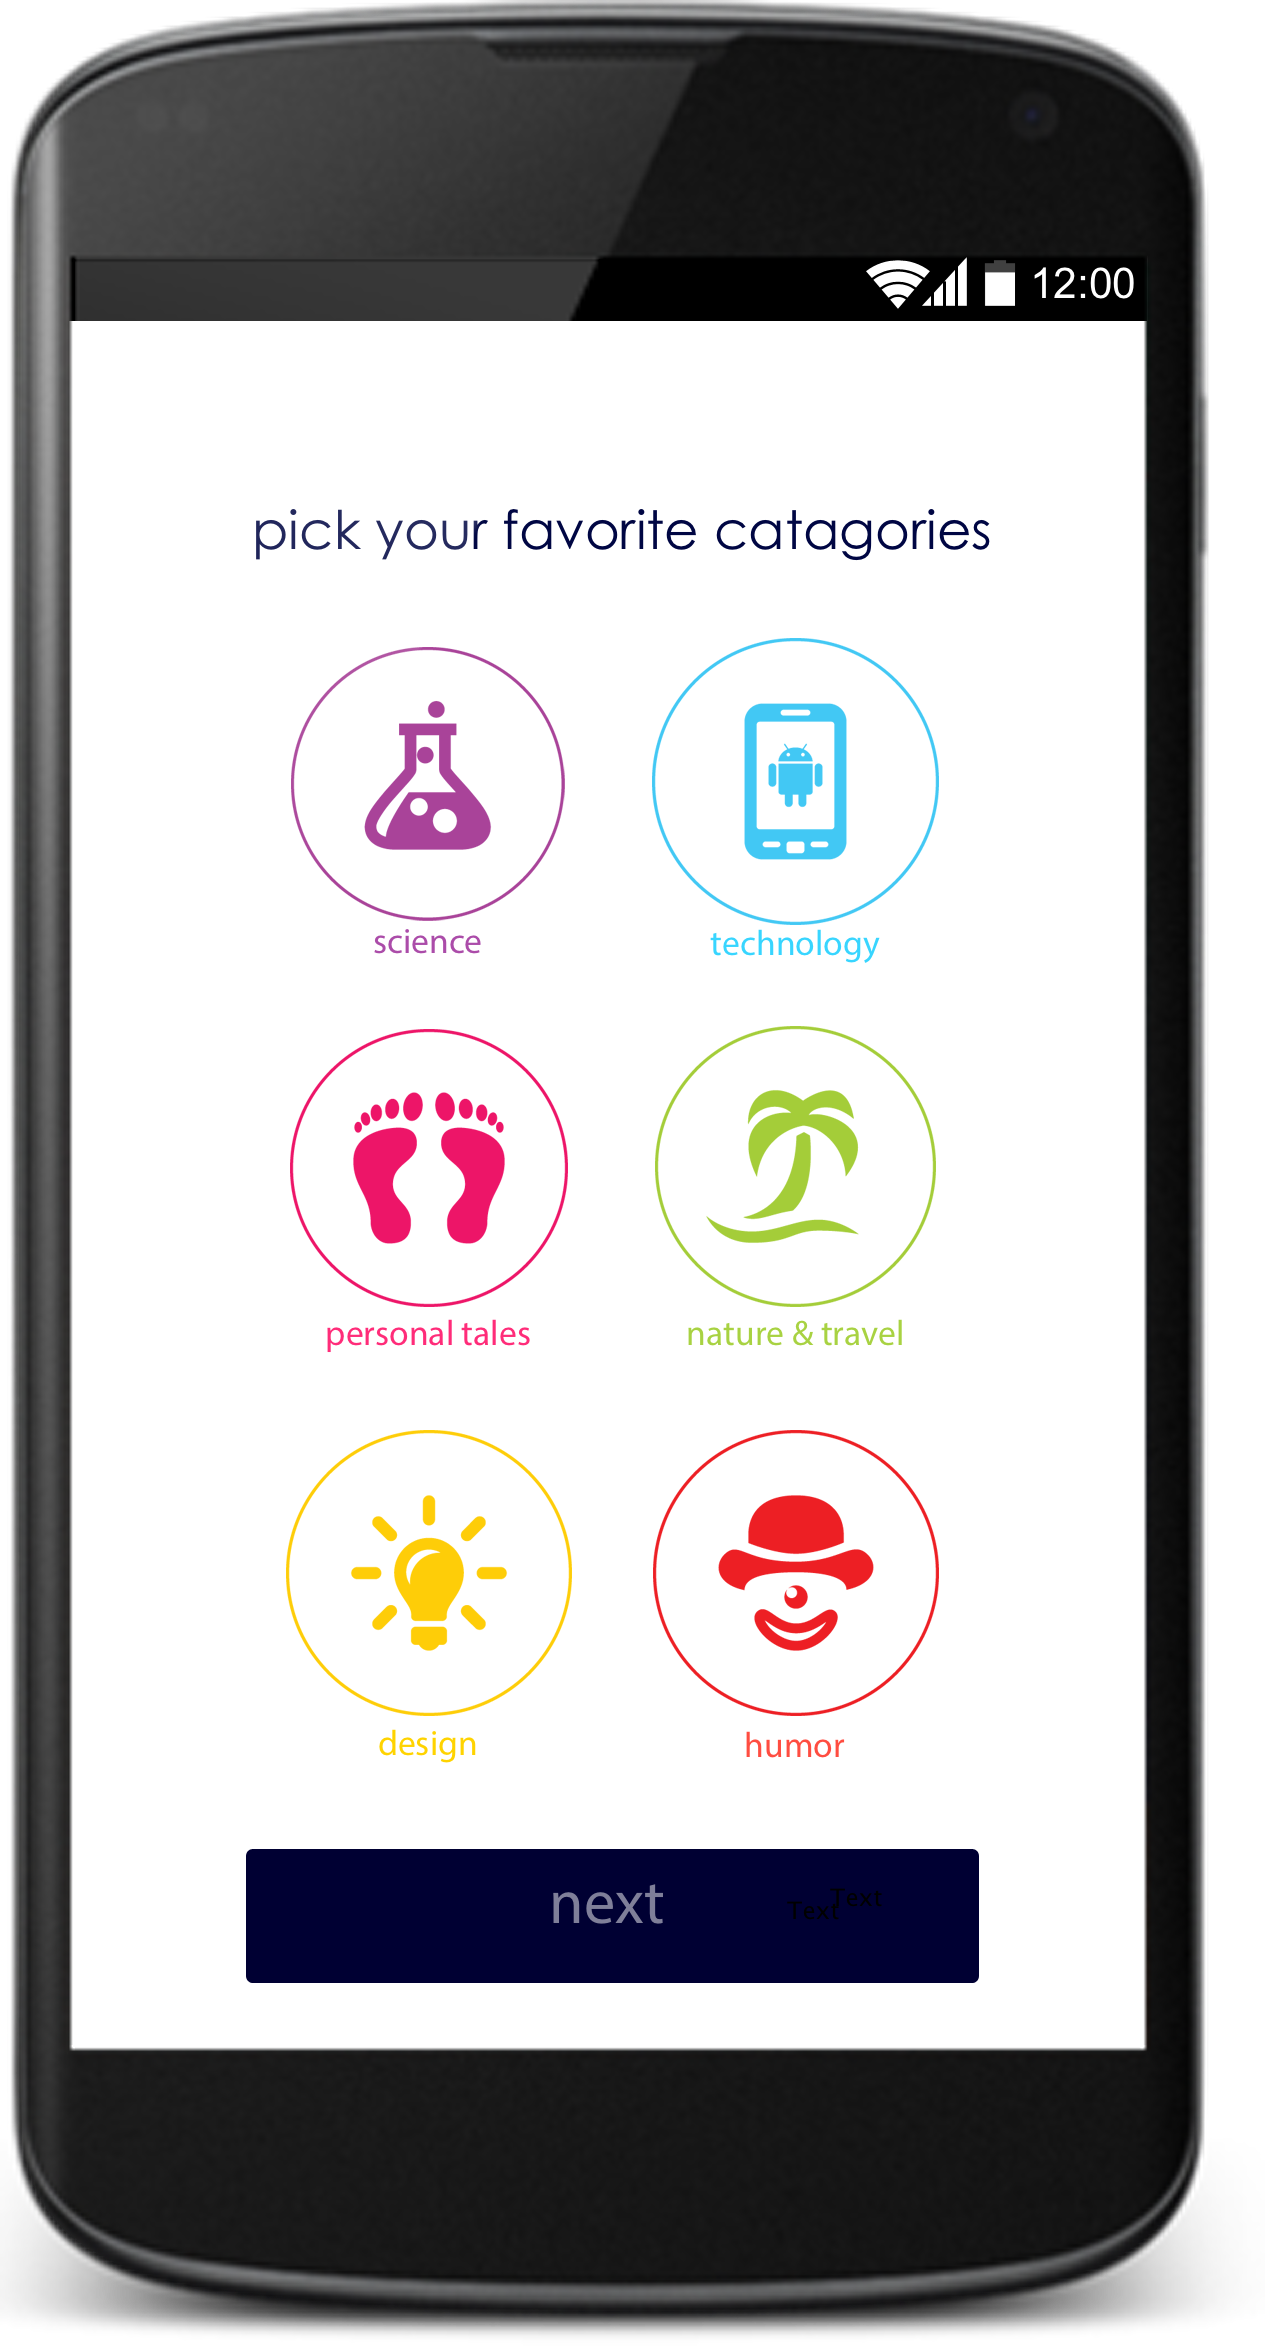 12:00
pick your favorite catagories
science
technology
personal tales
nature & travel
design
humor
next
Text
Text